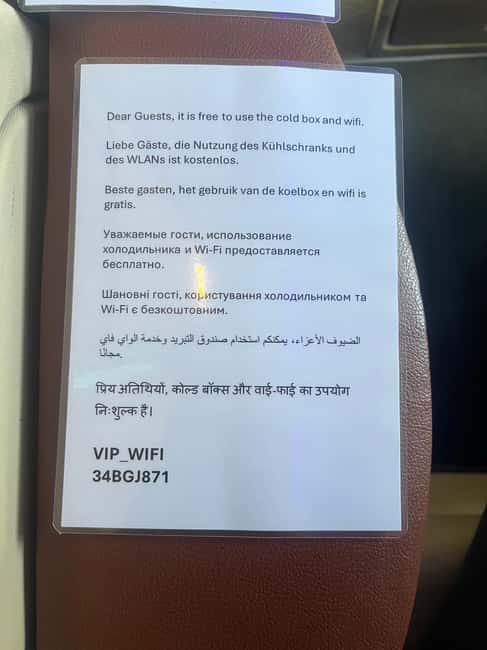 Dear Guests, it is free to use the cold box and wifi.
Liebe Gäste, die Nutzung des Kühlschranks und
des WLANs ist kostenlos.
Beste gasten, het gebruik van de koelbox en wifi is
gratis.
Уважаемые гости, использование
холодильника и Wi-Fi предоставляется
бесплатно.
Шановні гості, користування холодильником та
Wi-Fi є безкоштовним.
الضيوف الأعزاء، يمكنكم استخدام صندوق التبريد وخدمة الواي فاي
مجانًا.
प्रिय अतिथियों, कोल्ड बॉक्स और वाई-फाई का उपयोग
निःशुल्क है।
VIP_WIFI
34BGJ871